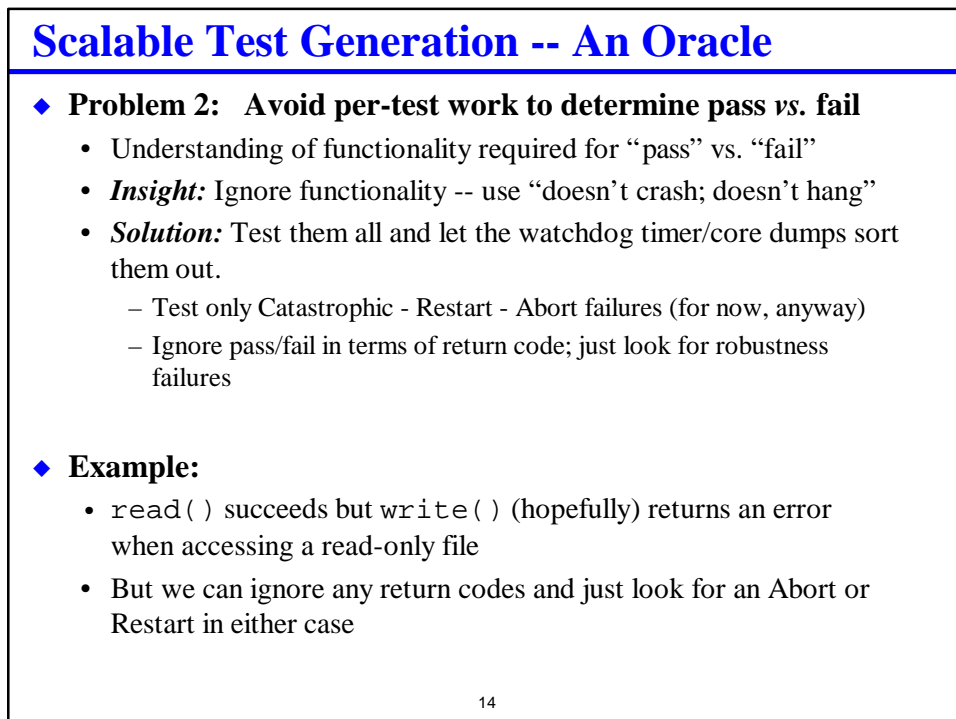 Scalable Test Generation -- An Oracle
◆ Problem 2: Avoid per-test work to determine pass vs. fail
• Understanding of functionality required for “pass” vs. “fail”
• Insight: Ignore functionality -- use “doesn’t crash; doesn’t hang”
• Solution: Test them all and let the watchdog timer/core dumps sort
them out.
– Test only Catastrophic - Restart - Abort failures (for now, anyway)
– Ignore pass/fail in terms of return code; just look for robustness
failures
◆ Example:
• read() succeeds but write() (hopefully) returns an error
when accessing a read-only file
• But we can ignore any return codes and just look for an Abort or
Restart in either case
14